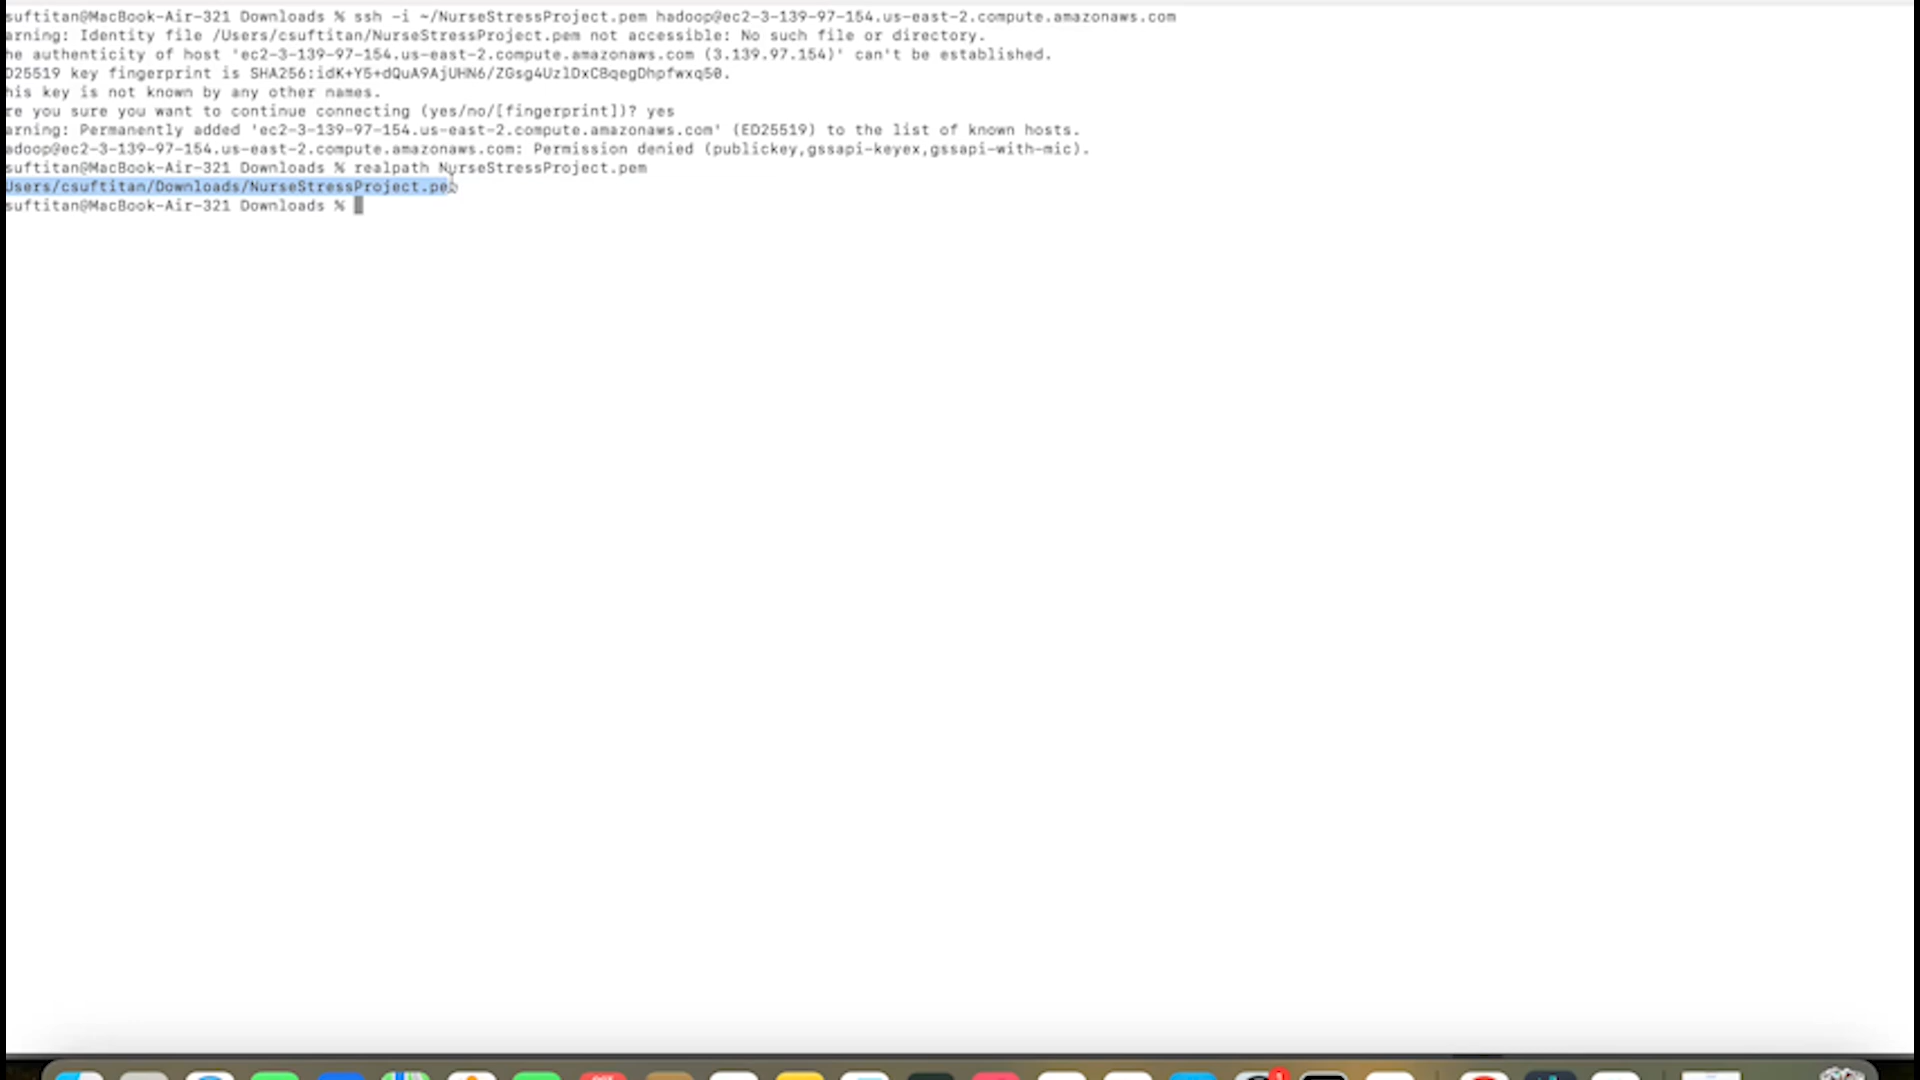 suftitan@MacBook-Air-321 Downloads % ssh -i ~/NurseStressProject.pem hadoop@ec2-3-139-97-154.us-east-2.compute.amazonaws.com
arning: Identity file /Users/csuftitan/NurseStressProject.pem not accessible: No such file or directory.
he authenticity of host 'ec2-3-139-97-154.us-east-2.compute.amazonaws.com (3.139.97.154)' can't be established.
D25519 key fingerprint is SHA256:idK+Y5+dQuA9AjUHN6/ZGsg4UzlDxCBqegDhpfwxq50.
his key is not known by any other names.
re you sure you want to continue connecting (yes/no/[fingerprint])? yes
arning: Permanently added 'ec2-3-139-97-154.us-east-2.compute.amazonaws.com' (ED25519) to the list of known hosts.
adoop@ec2-3-139-97-154.us-east-2.compute.amazonaws.com: Permission denied (publickey,gssapi-keyex,gssapi-with-mic).
suftitan@MacBook-Air-321 Downloads % realpath NurseStressProject.pem
Users/csuftitan/Downloads/NurseStressProject.pem
suftitan@MacBook-Air-321 Downloads %